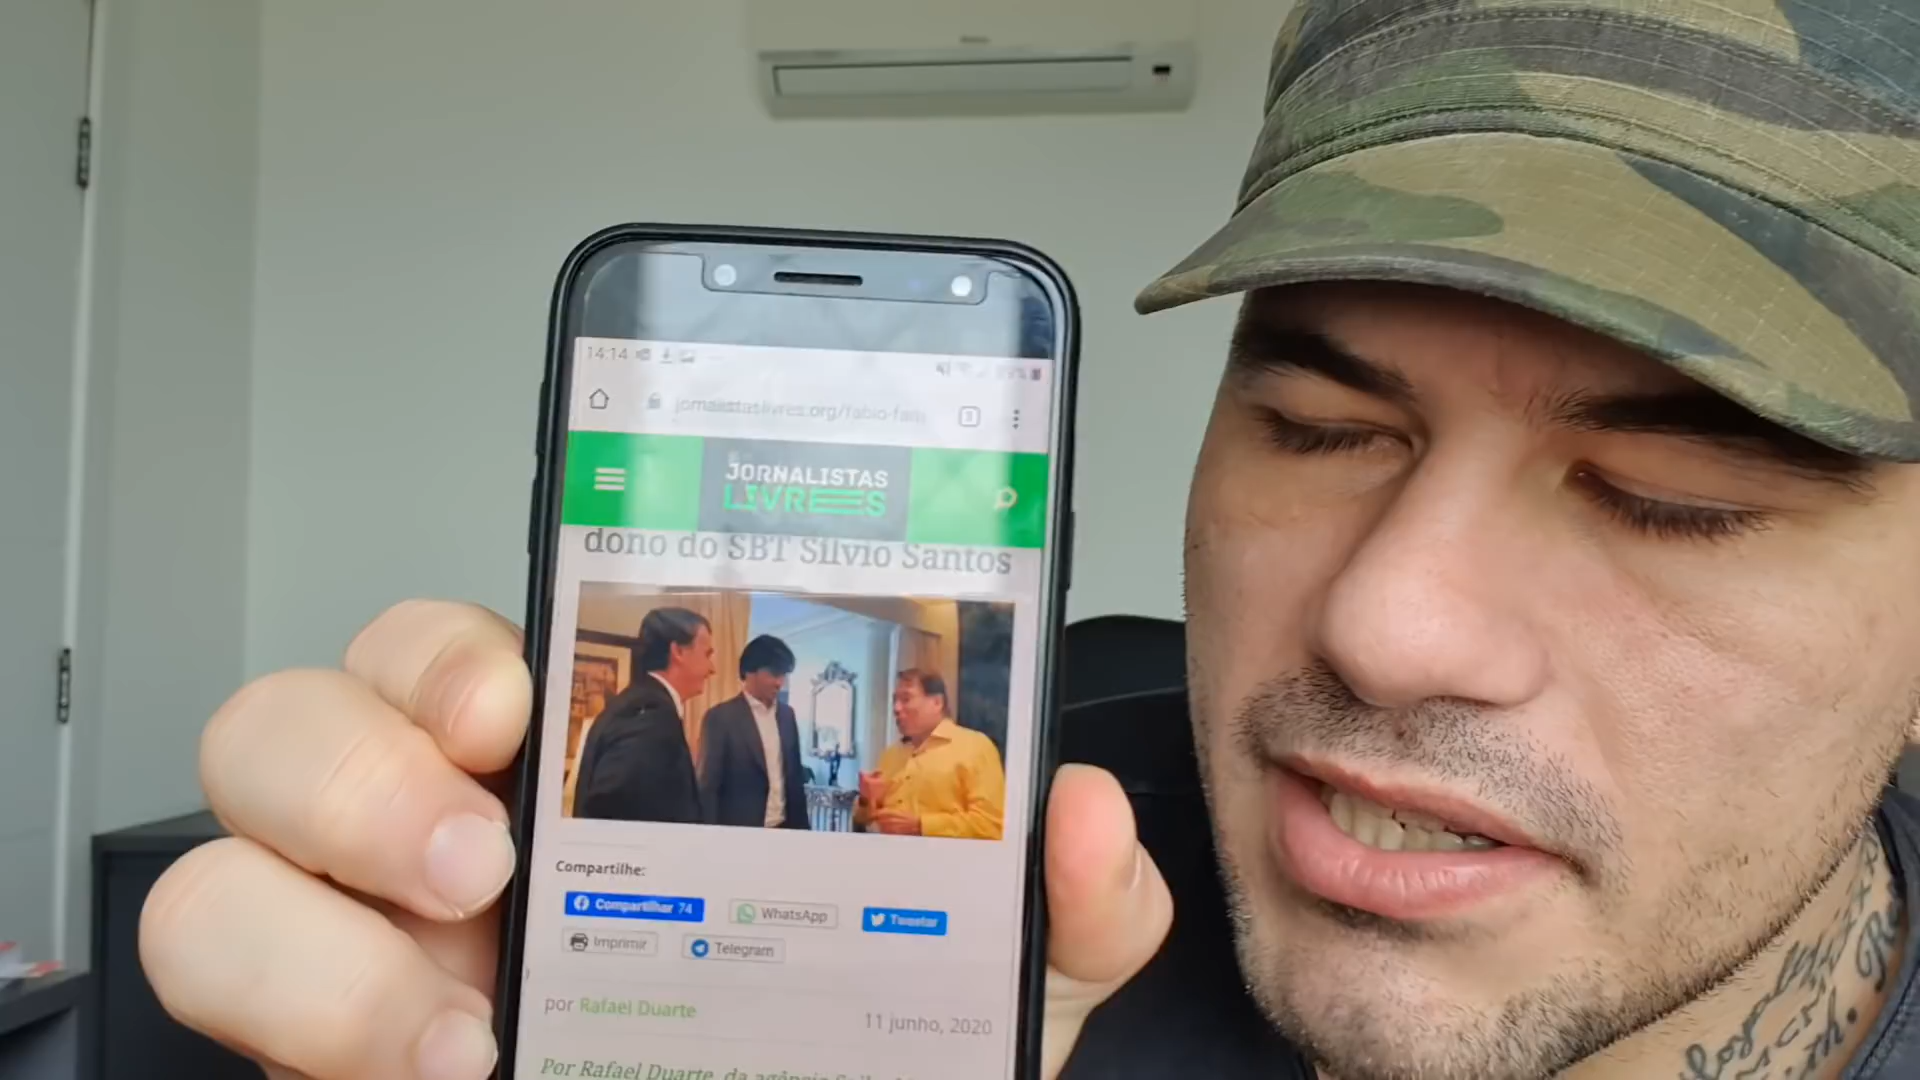 14:14
jornalistaslivres.org/fabio-fari
3
JORNALISTAS
LIVRES
dono do SBT Silvio Santos
Compartilhe:
Compartilhar 74
WhatsApp
Tweetar
Imprimir
Telegram
por Rafael Duarte
11 junho, 2020
Por Rafael Duarte, da agência